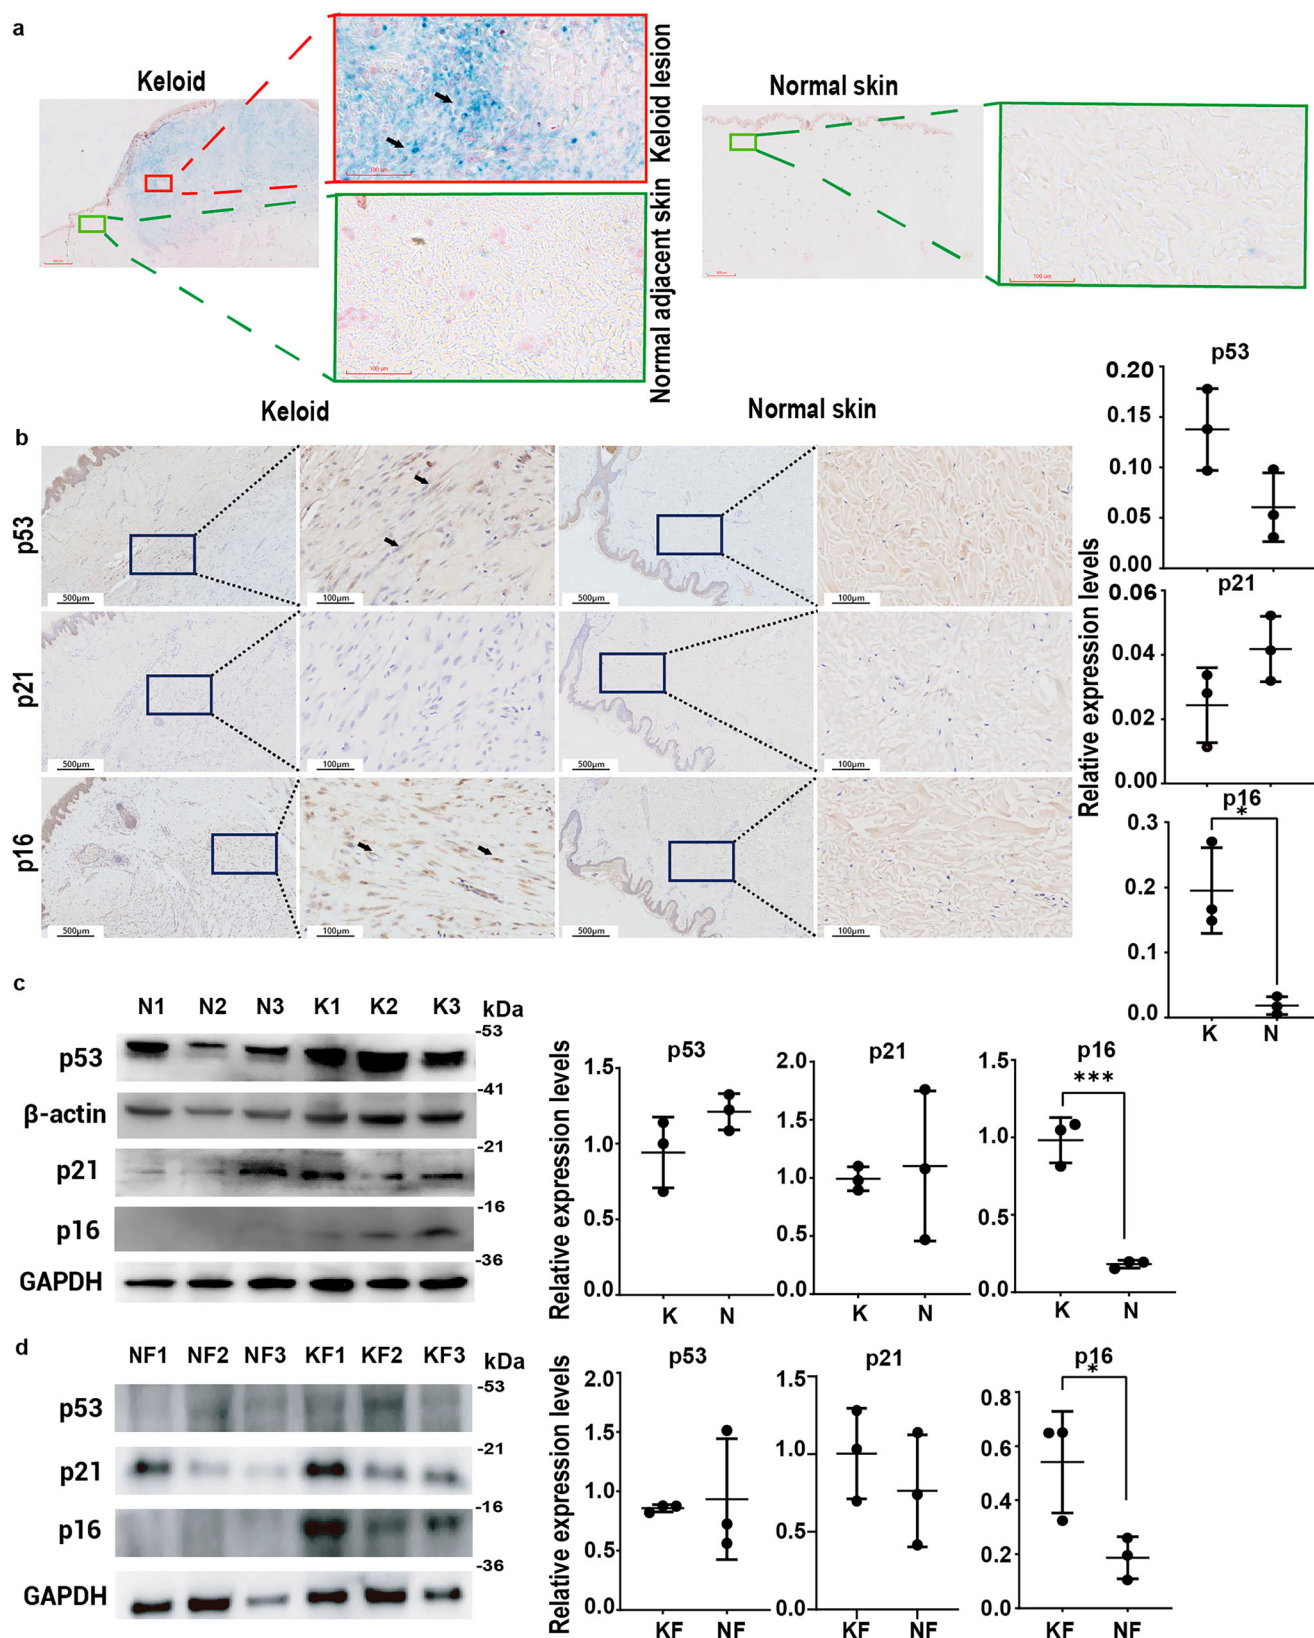 a
Keloid
Keloid lesion
Normal adjacent skin
Normal skin
100 um
100 um
100 um
b
Keloid
Normal skin
p53
500μm
100μm
500μm
100μm
p21
500μm
100μm
500μm
100μm
p16
500μm
100μm
500μm
100μm
Relative expression levels
p53
0.20
0.15
0.10
0.05
0.00
p21
0.06
0.04
0.02
0.00
p16
*
0.3
0.2
0.1
0.0
K N
c
N1 N2 N3 K1 K2 K3 kDa
p53
-53
β-actin
-41
p21
-21
p16
-16
GAPDH
-36
Relative expression levels
p53
1.5
1.0
0.5
0.0
K N
p21
2.0
1.5
1.0
0.5
0.0
K N
p16
***
1.5
1.0
0.5
0.0
K N
d
NF1 NF2 NF3 KF1 KF2 KF3 kDa
p53
-53
p21
-21
p16
-16
GAPDH
-36
Relative expression levels
p53
2.0
1.5
1.0
0.5
0.0
KF NF
p21
1.5
1.0
0.5
0.0
KF NF
p16
*
0.8
0.6
0.4
0.2
0.0
KF NF